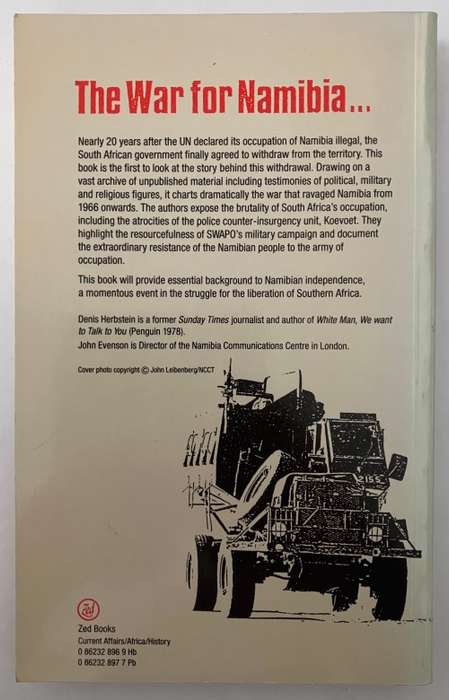 The War for Namibia...
Nearly 20 years after the UN declared its occupation of Namibia illegal, the
South African government finally agreed to withdraw from the territory. This
book is the first to look at the story behind this withdrawal. Drawing on a
vast archive of unpublished material including testimonies of political, military
and religious figures, it charts dramatically the war that ravaged Namibia from
1966 onwards. The authors expose the brutality of South Africa's occupation,
including the atrocities of the police counter-insurgency unit, Koevoet. They
highlight the resourcefulness of SWAPO's military campaign and document
the extraordinary resistance of the Namibian people to the army of
occupation.
This book will provide essential background to Namibian independence,
a momentous event in the struggle for the liberation of Southern Africa.
Denis Herbstein is a former Sunday Times journalist and author of White Man, We want
to Talk to You (Penguin 1978).
John Evenson is Director of the Namibia Communications Centre in London.
Cover photo copyright © John Leibenberg/NCCT
2155
Zed
Zed Books
Current Affairs/Africa/History
0 86232 896 9 Hb
0 86232 897 7 Pb